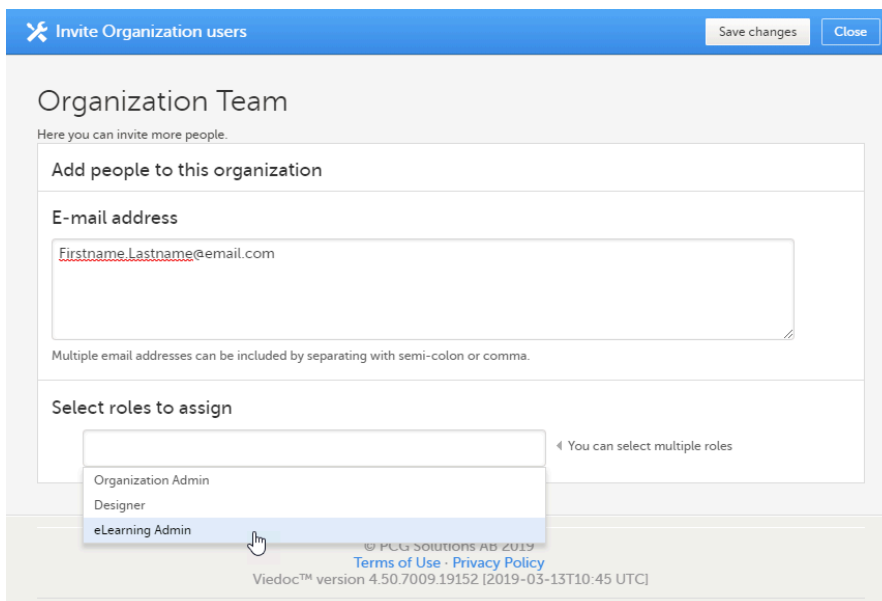 Invite Organization users
Save changes
Close
Organization Team
Here you can invite more people.
Add people to this organization
E-mail address
Firstname.Lastname@email.com
Multiple email addresses can be included by separating with semi-colon or comma.
Select roles to assign
You can select multiple roles
Organization Admin
Designer
eLearning Admin
© PCG Solutions AB 2019
Terms of Use · Privacy Policy
Viedoc™ version 4.50.7009.19152 [2019-03-13T10:45 UTC]